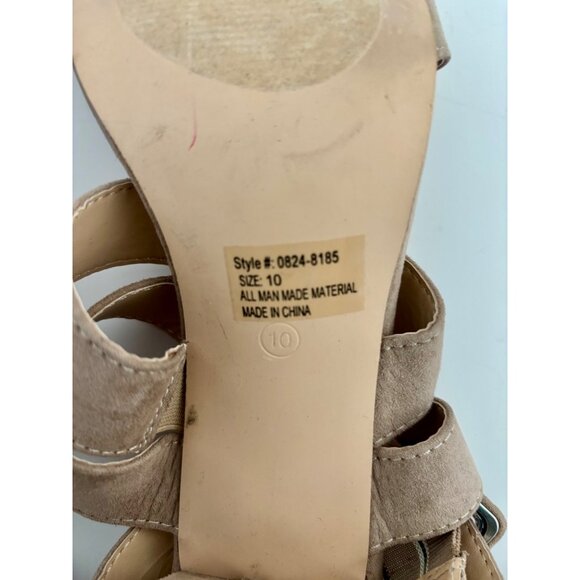 Style #: 0824-8185
SIZE: 10
ALL MAN MADE MATERIAL
MADE IN CHINA
10